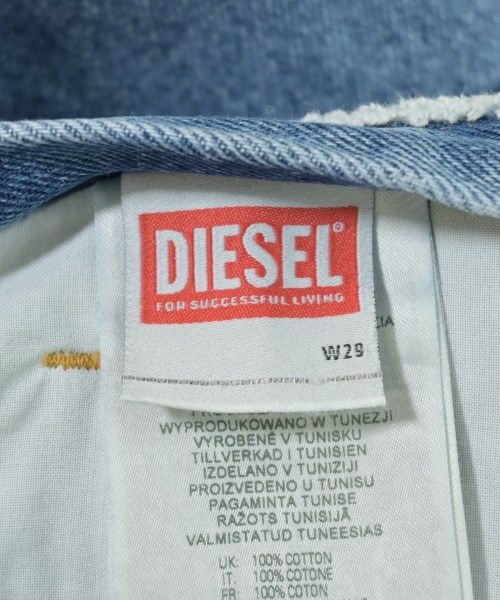 DIESEL®
FOR SUCCESSFUL LIVING
W29
WYPRODUKOWANO W TUNEZJI
VYROBENÉ V TUNISKU
TILLVERKAD I TUNISIEN
IZDELANO V TUNIZIJI
PROIZVEDENO U TUNISU
PAGAMINTA TUNISE
RAŽOTS TUNISIJĀ
VALMISTATUD TUNEESIAS
UK: 100% COTTON
IT: 100% COTONE
FR: 100% COTON